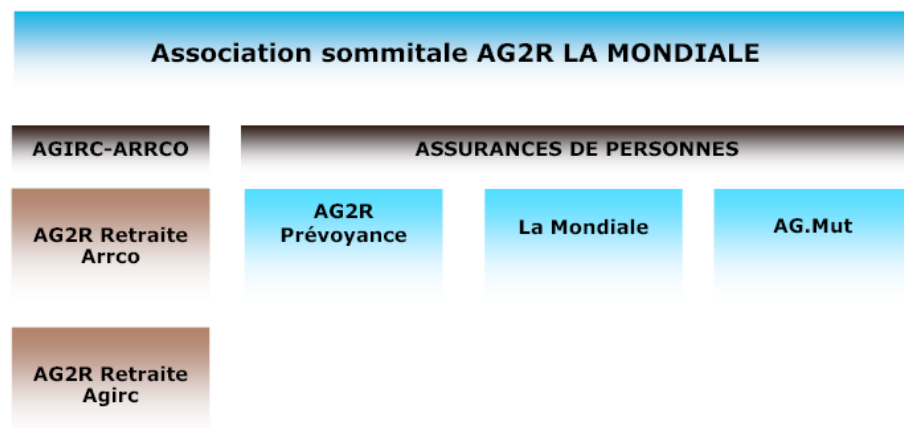 Association sommitale AG2R LA MONDIALE
AGIRC-ARRCO
ASSURANCES DE PERSONNES
AG2R Retraite
Arrco
AG2R
Prévoyance
La Mondiale
AG.Mut
AG2R Retraite
Agirc